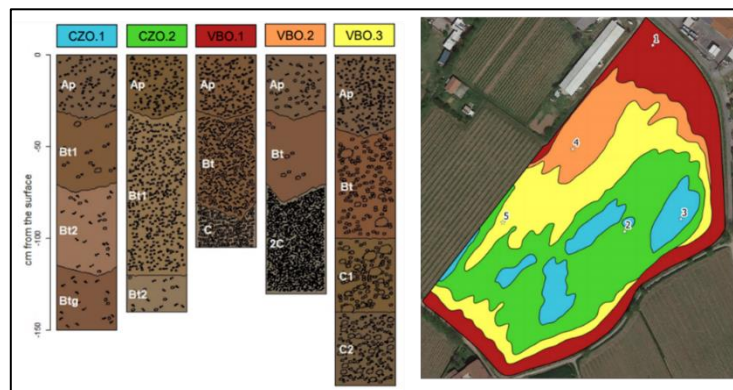 CZO.1 CZO.2 VBO.1 VBO.2 VBO.3
cm from the surface
0
-50
-100
-150
Ap
Bt1
Bt2
Btg
Ap
Bt1
Bt2
Ap
Bt
C
Ap
Bt
2C
Ap
Bt
C1
C2
1
4
5
2
3